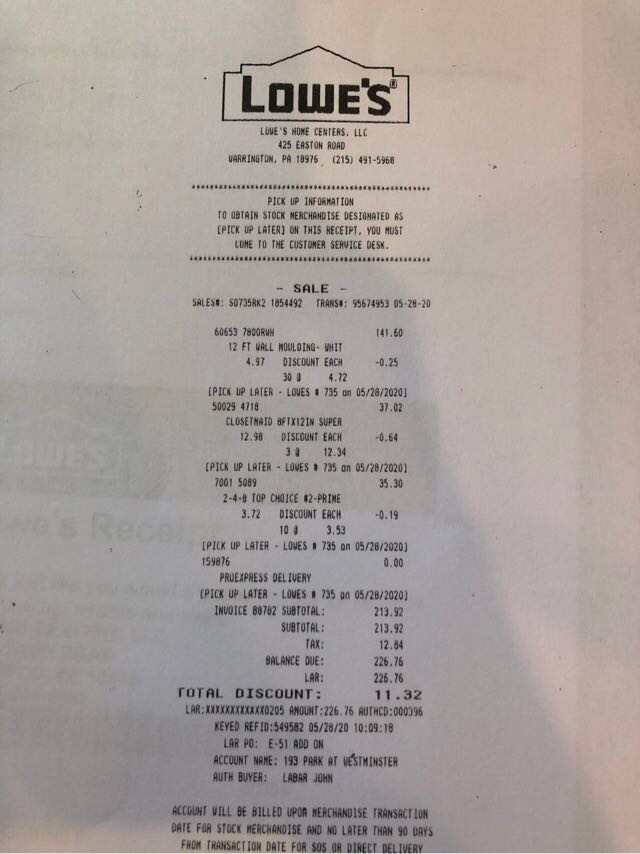 LOWE'S®
LOWE'S HOME CENTERS, LLC
425 EASTON ROAD
WARRINGTON, PA 18976 (215) 491-5968
PICK UP INFORMATION
TO OBTAIN STOCK MERCHANDISE DESIGNATED AS
[PICK UP LATER] ON THIS RECEIPT, YOU MUST
COME TO THE CUSTOMER SERVICE DESK.
- SALE -
SALES#: S0735RK2 1854492 TRANS#: 95674953 05-28-20
60653 7800RWH 141.60
12 FT WALL MOULDING- WHIT
4.97 DISCOUNT EACH -0.25
30 @ 4.72
[PICK UP LATER - LOWES # 735 on 05/28/2020]
50029 4718 37.02
CLOSETMAID 8FTX12IN SUPER
12.98 DISCOUNT EACH -0.64
3 @ 12.34
[PICK UP LATER - LOWES # 735 on 05/28/2020]
7001 5089 35.30
2-4-8 TOP CHOICE #2-PRIME
3.72 DISCOUNT EACH -0.19
10 @ 3.53
[PICK UP LATER - LOWES # 735 on 05/28/2020]
159876 0.00
PROEXPRESS DELIVERY
[PICK UP LATER - LOWES # 735 on 05/28/2020]
INVOICE 88782 SUBTOTAL: 213.92
SUBTOTAL: 213.92
TAX: 12.84
BALANCE DUE: 226.76
LAR: 226.76
TOTAL DISCOUNT: 11.32
LAR:XXXXXXXXXXXX0205 AMOUNT:226.76 AUTHCD:000396
KEYED REFID:549582 05/28/20 10:09:18
LAR PO: E-51 ADD ON
ACCOUNT NAME: 193 PARK AT WESTMINSTER
AUTH BUYER: LABAR JOHN
ACCOUNT WILL BE BILLED UPON MERCHANDISE TRANSACTION
DATE FOR STOCK MERCHANDISE AND NO LATER THAN 90 DAYS
FROM TRANSACTION DATE FOR SOS OR DIRECT DELIVERY